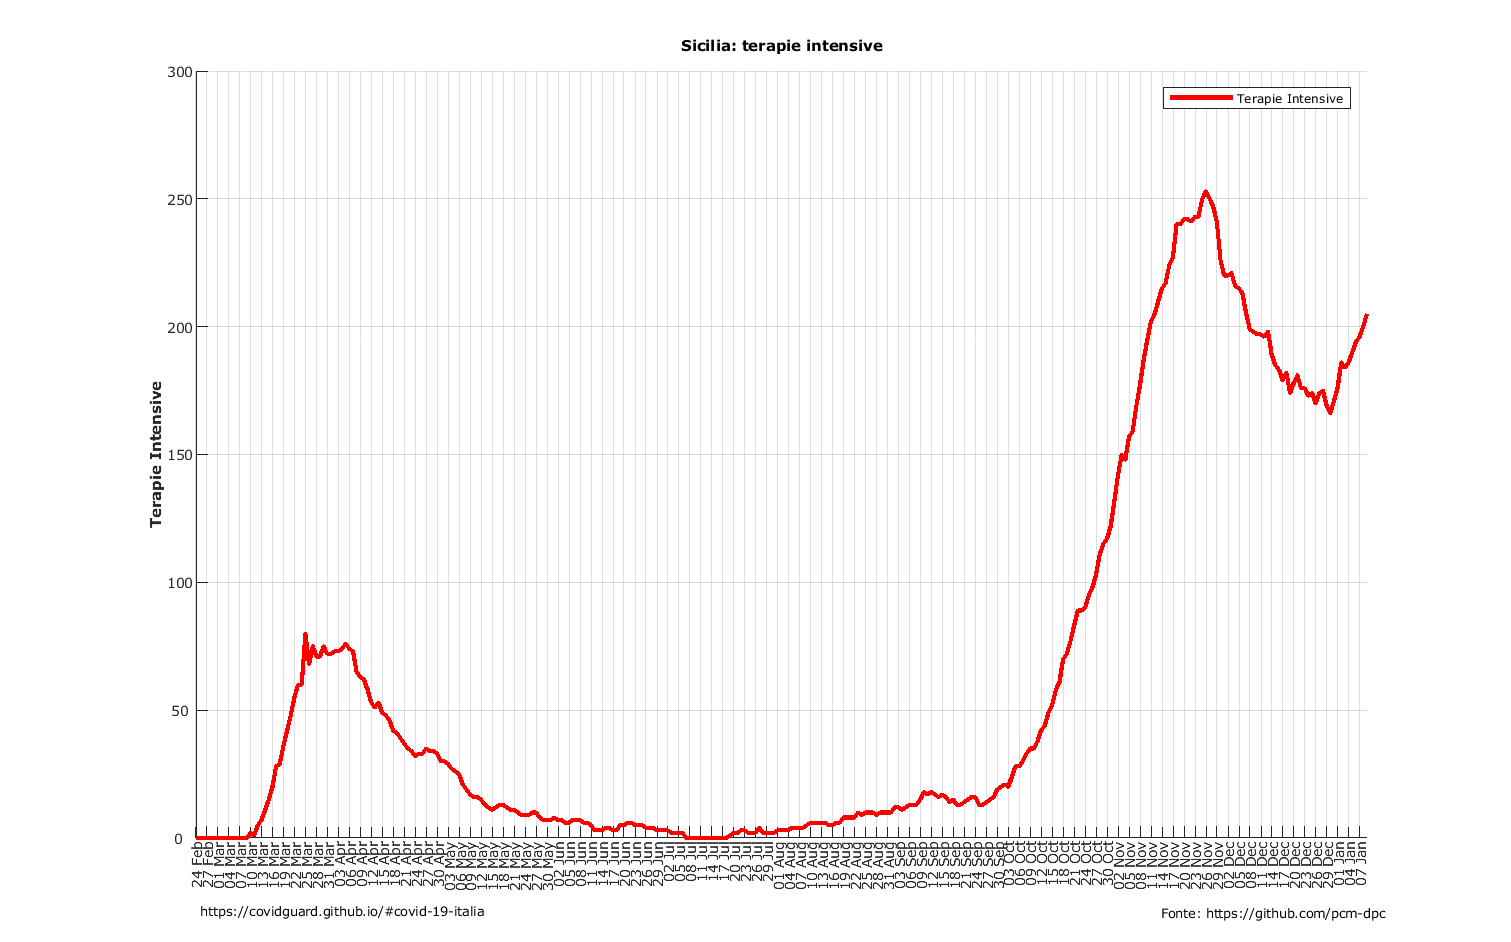 Sicilia: terapie intensive
Terapie Intensive
Terapie Intensive
300
250
200
150
100
50
0
24 Feb
27 Feb
01 Mar
04 Mar
07 Mar
10 Mar
13 Mar
16 Mar
19 Mar
22 Mar
25 Mar
28 Mar
31 Mar
03 Apr
06 Apr
09 Apr
12 Apr
15 Apr
18 Apr
21 Apr
24 Apr
27 Apr
30 Apr
03 May
06 May
09 May
12 May
15 May
18 May
21 May
24 May
27 May
30 May
02 Jun
05 Jun
08 Jun
11 Jun
14 Jun
17 Jun
20 Jun
23 Jun
26 Jun
29 Jun
02 Jul
05 Jul
08 Jul
11 Jul
14 Jul
17 Jul
20 Jul
23 Jul
26 Jul
29 Jul
01 Aug
04 Aug
07 Aug
10 Aug
13 Aug
16 Aug
19 Aug
22 Aug
25 Aug
28 Aug
31 Aug
03 Sep
06 Sep
09 Sep
12 Sep
15 Sep
18 Sep
21 Sep
24 Sep
27 Sep
30 Sep
03 Oct
06 Oct
09 Oct
12 Oct
15 Oct
18 Oct
21 Oct
24 Oct
27 Oct
30 Oct
02 Nov
05 Nov
08 Nov
11 Nov
14 Nov
17 Nov
20 Nov
23 Nov
26 Nov
29 Nov
02 Dec
05 Dec
08 Dec
11 Dec
14 Dec
17 Dec
20 Dec
23 Dec
26 Dec
29 Dec
01 Jan
04 Jan
07 Jan
https://covidguard.github.io/#covid-19-italia
Fonte: https://github.com/pcm-dpc